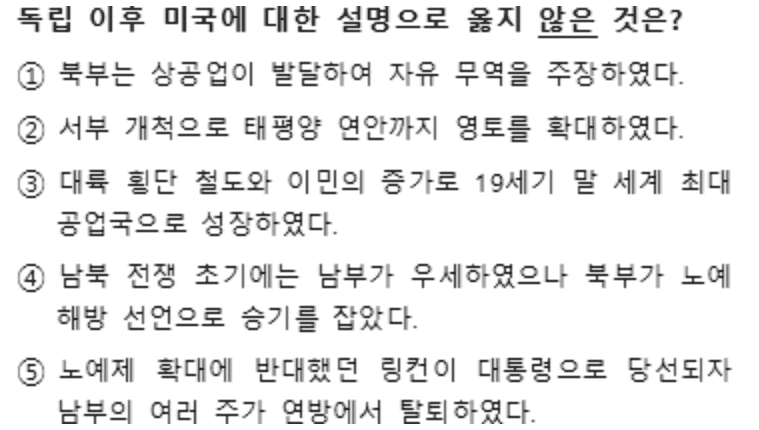 독립 이후 미국에 대한 설명으로 옳지 않은 것은?
① 북부는 상공업이 발달하여 자유 무역을 주장하였다.
② 서부 개척으로 태평양 연안까지 영토를 확대하였다.
③ 대륙 횡단 철도와 이민의 증가로 19세기 말 세계 최대
공업국으로 성장하였다.
④ 남북 전쟁 초기에는 남부가 우세하였으나 북부가 노예
해방 선언으로 승기를 잡았다.
⑤ 노예제 확대에 반대했던 링컨이 대통령으로 당선되자
남부의 여러 주가 연방에서 탈퇴하였다.